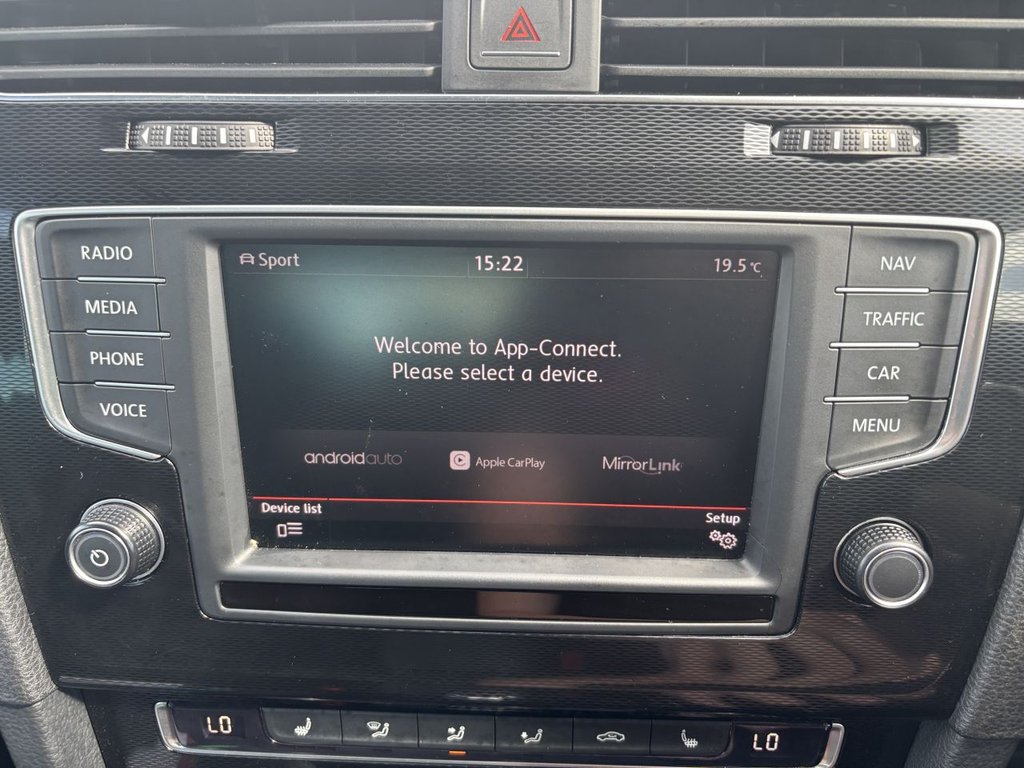 RADIO
MEDIA
PHONE
VOICE
Sport 15:22 19.5°C
Welcome to App-Connect.
Please select a device.
androidauto Apple CarPlay MirrorLink
Device list Setup
NAV
TRAFFIC
CAR
MENU
LO LO